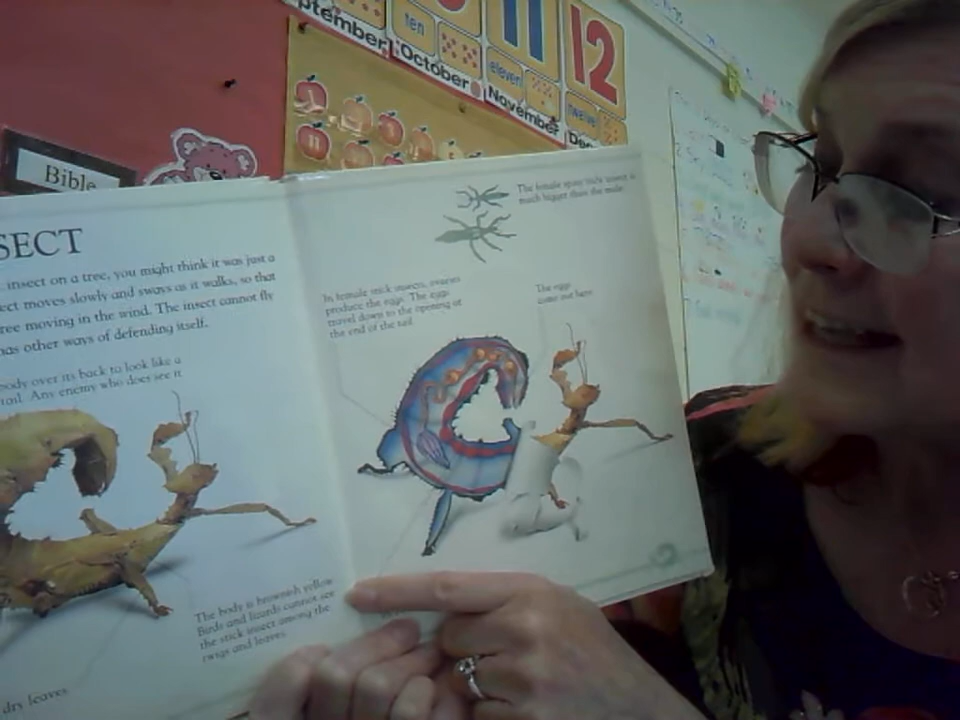 ptember
October
November
De
ten
11
eleven
12
twelve
11
Bible
SECT
insect on a tree, you might think it was just a
ect moves slowly and sways as it walks, so that
ree moving in the wind. The insect cannot fly
has other ways of defending itself.
body over its back to look like a
tail. Any enemy who does see it
The body is brownish yellow
Birds and lizards cannot see
the stick insect among the
twigs and leaves.
dry leaves
The female spiny stick insect is
much bigger than the male.
In female stick insects, ovaries
produce the eggs. The eggs
travel down to the opening at
the end of the tail.
The eggs
come out here.